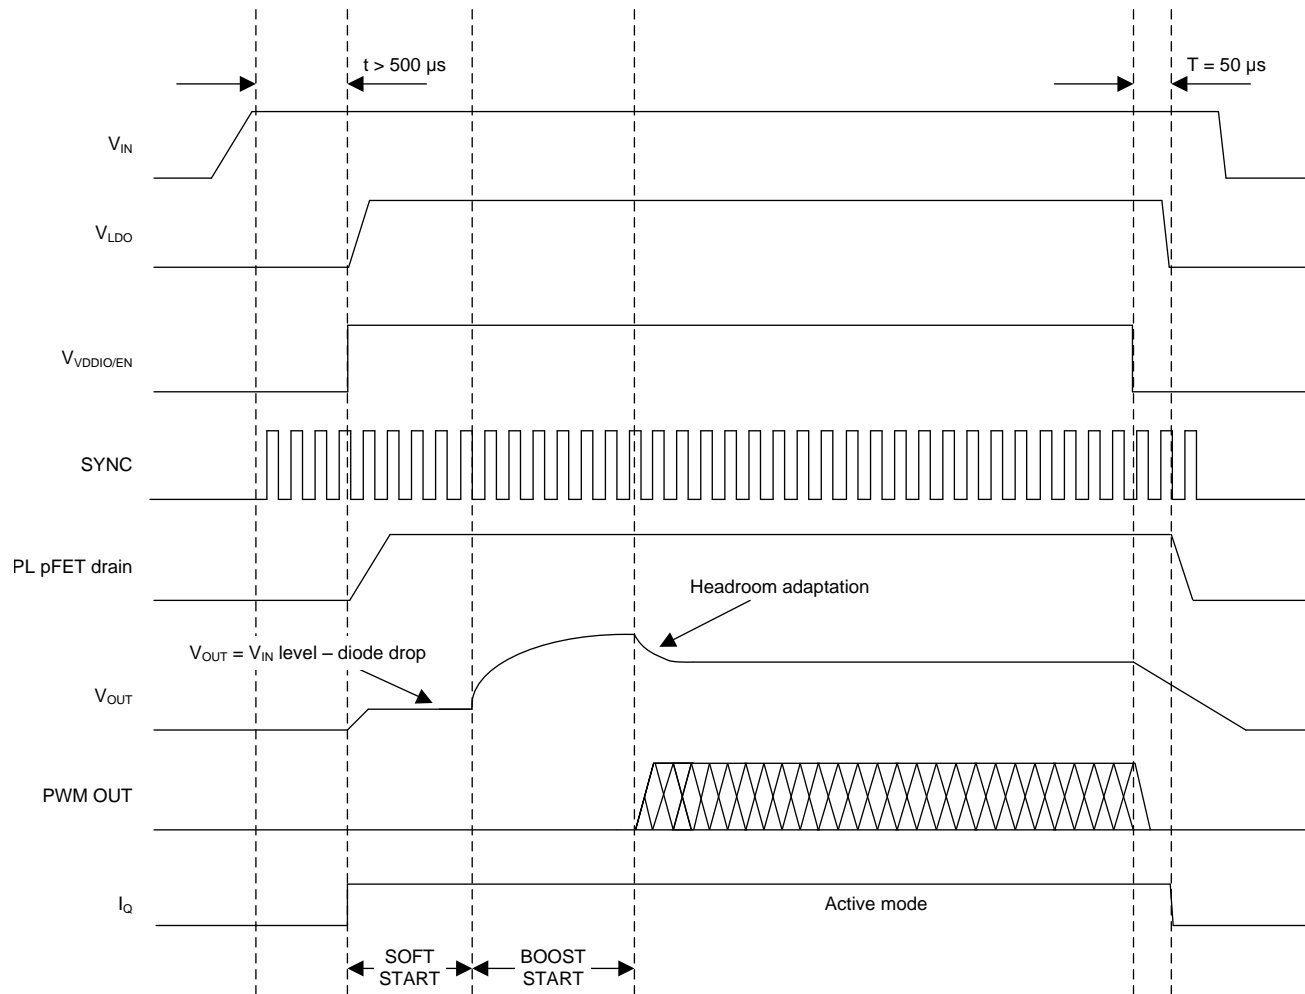 t > 500 µs
T = 50 µs
VIN
VLDO
VVDDIO/EN
SYNC
PL pFET drain
Headroom adaptation
VOUT = VIN level – diode drop
VOUT
PWM OUT
IQ
Active mode
SOFT
START
BOOST
START